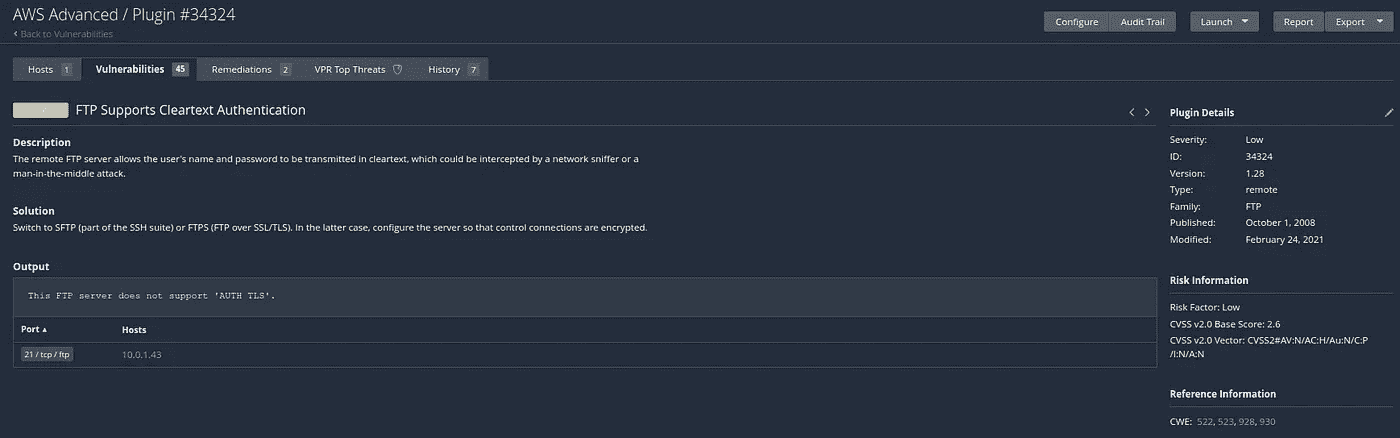 AWS Advanced / Plugin #34324
Back to Vulnerabilities
Configure
Audit Trail
Launch
Report
Export
Hosts 1
Vulnerabilities 45
Remediations 2
VPR Top Threats
History 7
FTP Supports Cleartext Authentication
Description
The remote FTP server allows the user's name and password to be transmitted in cleartext, which could be intercepted by a network sniffer or a
man-in-the-middle attack.
Solution
Switch to SFTP (part of the SSH suite) or FTPS (FTP over SSL/TLS). In the latter case, configure the server so that control connections are encrypted.
Output
This FTP server does not support 'AUTH TLS'.
Port Hosts
21 / tcp / ftp 10.0.1.43
Plugin Details
Severity: Low
ID: 34324
Version: 1.28
Type: remote
Family: FTP
Published: October 1, 2008
Modified: February 24, 2021
Risk Information
Risk Factor: Low
CVSS v2.0 Base Score: 2.6
CVSS v2.0 Vector: CVSS2#AV:N/AC:H/Au:N/C:P
/I:N/A:N
Reference Information
CWE: 522, 523, 928, 930